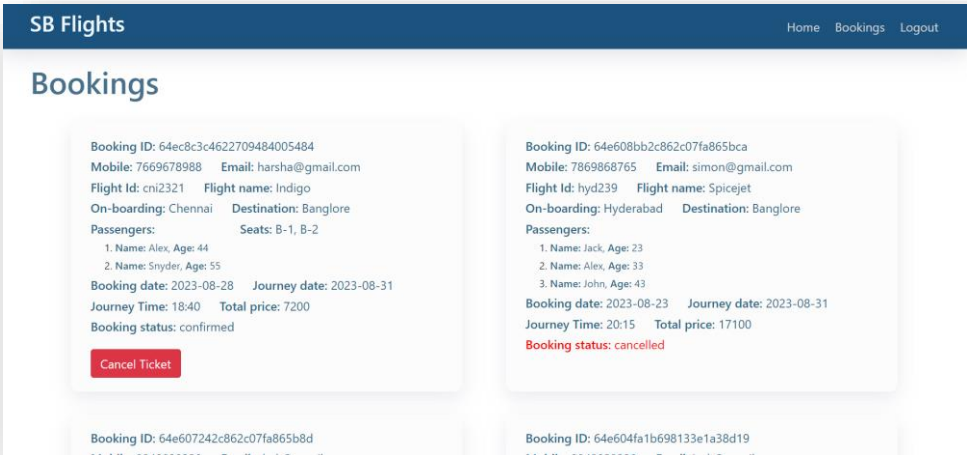 SB Flights
Home Bookings Logout
Bookings
Booking ID: 64ec8c3c4622709484005484
Mobile: 7669678988 Email: harsha@gmail.com
Flight Id: cni2321 Flight name: Indigo
On-boarding: Chennai Destination: Banglore
Passengers: Seats: B-1, B-2
1. Name: Alex, Age: 44
2. Name: Snyder, Age: 55
Booking date: 2023-08-28 Journey date: 2023-08-31
Journey Time: 18:40 Total price: 7200
Booking status: confirmed
Cancel Ticket
Booking ID: 64e608bb2c862c07fa865bca
Mobile: 7869868765 Email: simon@gmail.com
Flight Id: hyd239 Flight name: Spicejet
On-boarding: Hyderabad Destination: Banglore
Passengers:
1. Name: Jack, Age: 23
2. Name: Alex, Age: 33
3. Name: John, Age: 43
Booking date: 2023-08-23 Journey date: 2023-08-31
Journey Time: 20:15 Total price: 17100
Booking status: cancelled
Booking ID: 64e607242c862c07fa865b8d
Booking ID: 64e604fa1b698133e1a38d19